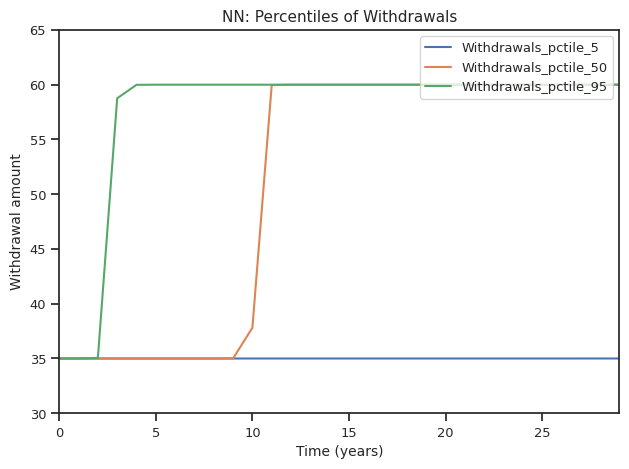 NN: Percentiles of Withdrawals
65
60
55
50
45
40
35
30
Withdrawal amount
Withdrawals_pctile_5
Withdrawals_pctile_50
Withdrawals_pctile_95
0 5 10 15 20 25
Time (years)